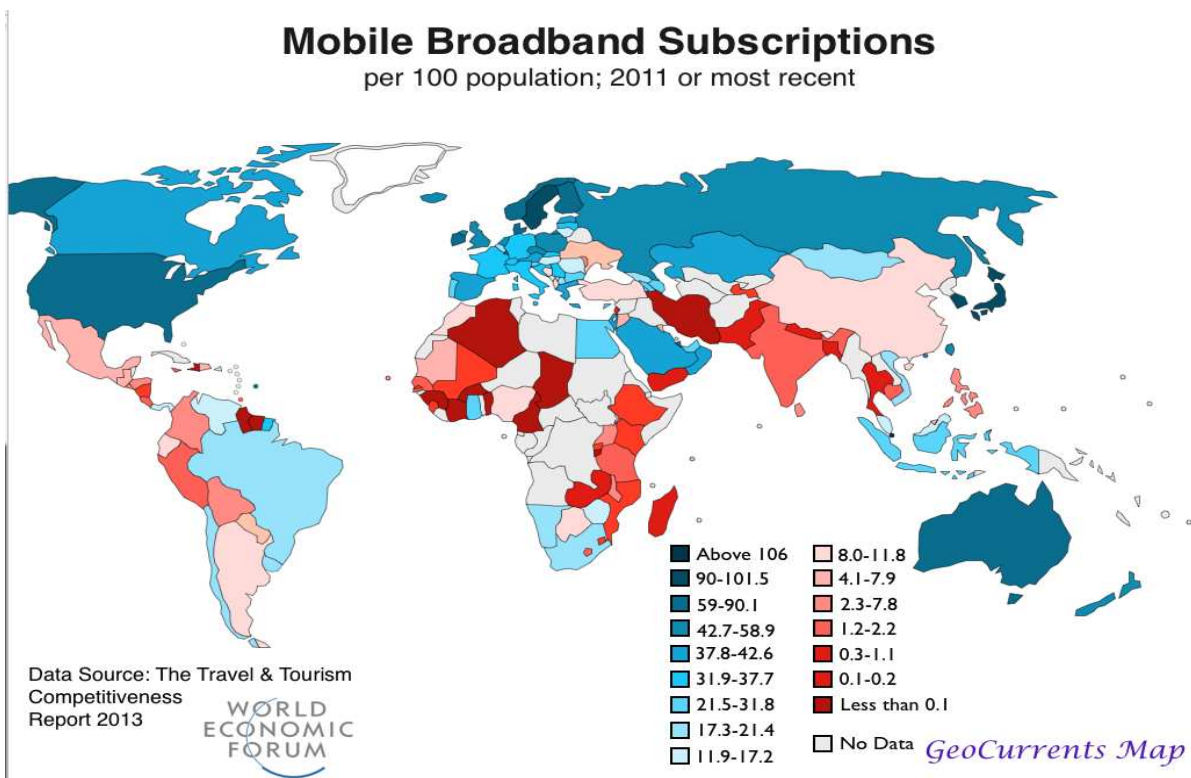 Mobile Broadband Subscriptions
per 100 population; 2011 or most recent
Above 106
90-101.5
59-90.1
42.7-58.9
37.8-42.6
31.9-37.7
21.5-31.8
17.3-21.4
11.9-17.2
8.0-11.8
4.1-7.9
2.3-7.8
1.2-2.2
0.3-1.1
0.1-0.2
Less than 0.1
No Data
Data Source: The Travel & Tourism
Competitiveness
Report 2013
WORLD
ECONOMIC
FORUM
GeoCurrents Map